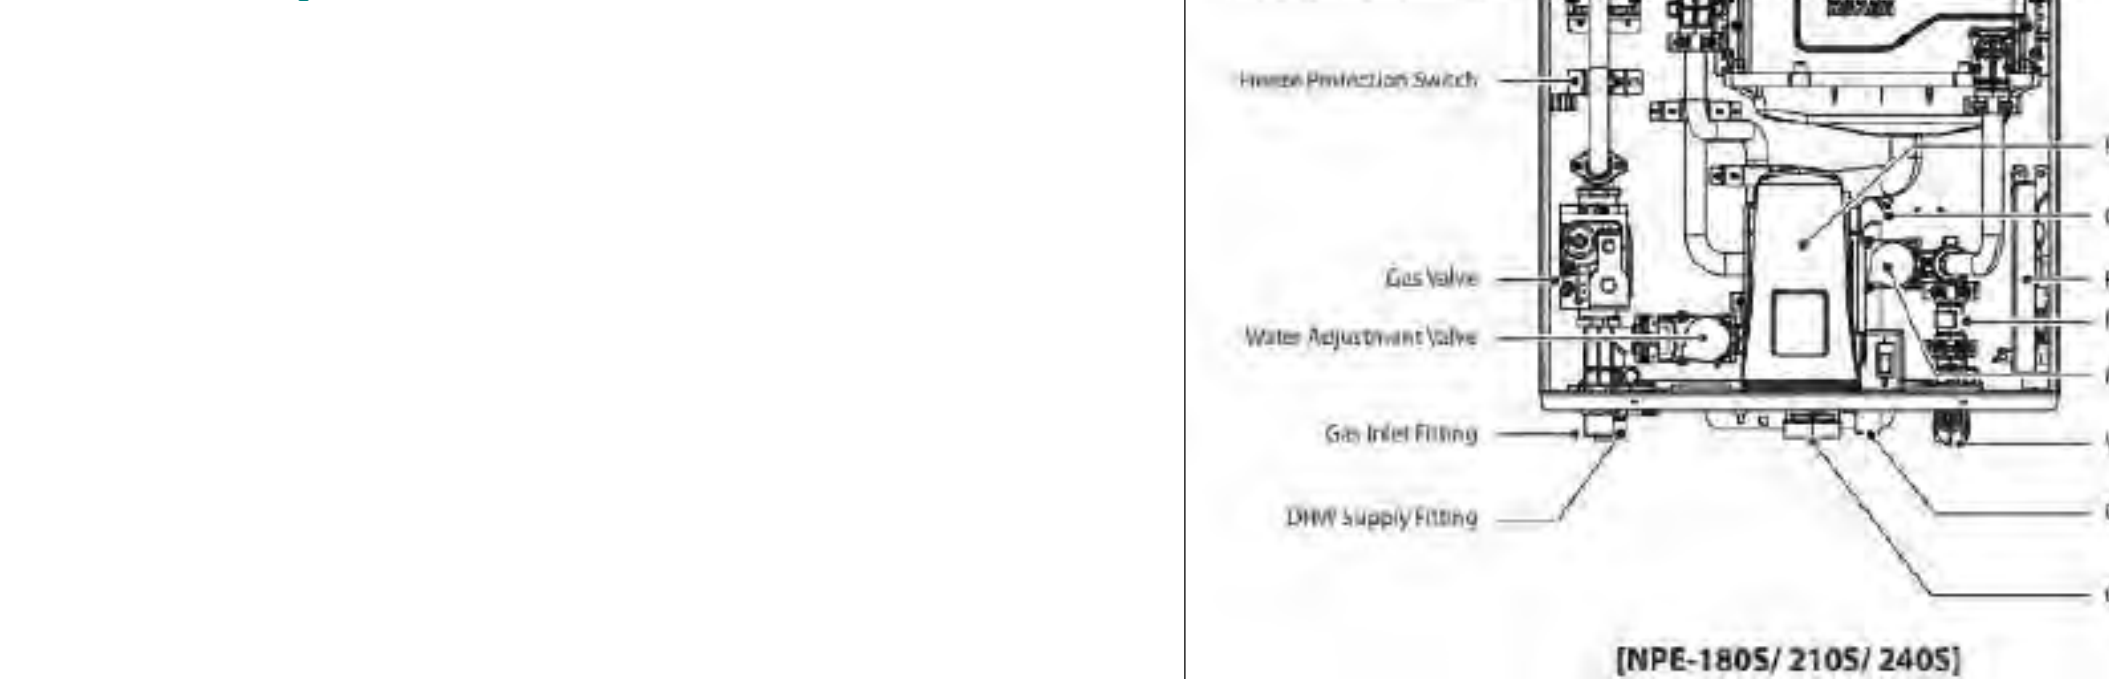 Freeze Protection Switch
Gas Valve
Water Adjustment Valve
Gas Inlet Fitting
DHW Supply Fitting
[NPE-180S/ 210S/ 240S]